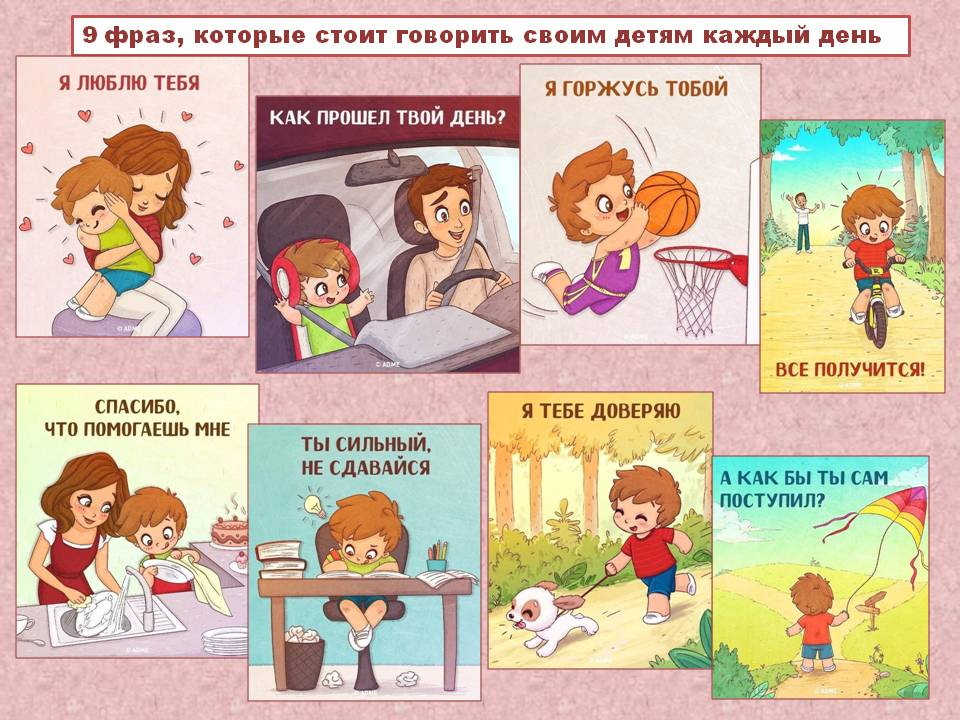 9 фраз, которые стоит говорить своим детям каждый день
Я ЛЮБЛЮ ТЕБЯ
© ADME
КАК ПРОШЕЛ ТВОЙ ДЕНЬ?
© ADME
Я ГОРЖУСЬ ТОБОЙ
© ADME
ВСЕ ПОЛУЧИТСЯ!
© ADME
СПАСИБО,
ЧТО ПОМОГАЕШЬ МНЕ
© ADME
ТЫ СИЛЬНЫЙ,
НЕ СДАВАЙСЯ
© ADME
Я ТЕБЕ ДОВЕРЯЮ
© ADME
А КАК БЫ ТЫ САМ
ПОСТУПИЛ?
© ADME